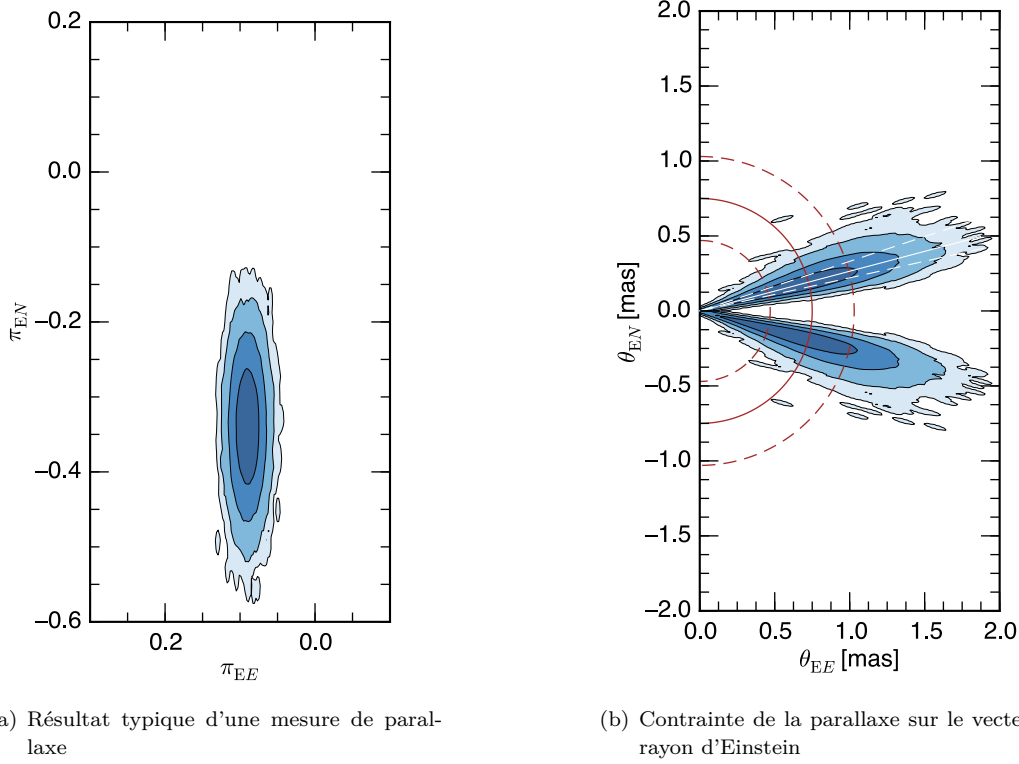 0.2
0.0
−0.2
−0.4
−0.6
π_EN
0.2 0.0
π_EE
2.0
1.5
1.0
0.5
0.0
−0.5
−1.0
−1.5
−2.0
θ_EN [mas]
0.0 0.5 1.0 1.5 2.0
θ_EE [mas]
a) Résultat typique d'une mesure de paral-
laxe
(b) Contrainte de la parallaxe sur le vecte
rayon d'Einstein